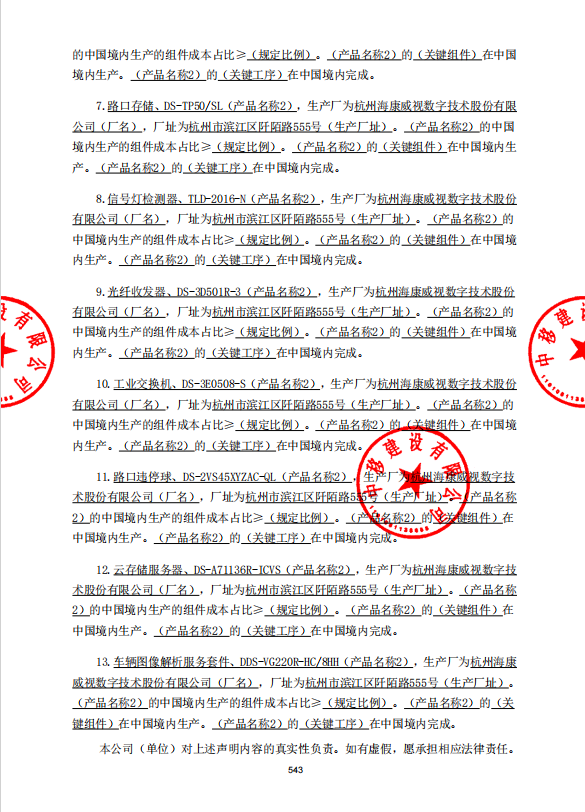 的中国境内生产的组件成本占比≥(规定比例)。(产品名称2)的(关键组件)在中国
境内生产。(产品名称2)的(关键工序)在中国境内完成。
7.路口存储、DS-TP50/SL(产品名称2),生产厂为杭州海康威视数字技术股份有限
公司(厂名),厂址为杭州市滨江区阡陌路555号(生产厂址)。(产品名称2)的中国
境内生产的组件成本占比≥(规定比例)。(产品名称2)的(关键组件)在中国境内生
产。(产品名称2)的(关键工序)在中国境内完成。
8.信号灯检测器、TLD-2016-N(产品名称2),生产厂为杭州海康威视数字技术股份
有限公司(厂名),厂址为杭州市滨江区阡陌路555号(生产厂址)。(产品名称2)的
中国境内生产的组件成本占比≥(规定比例)。(产品名称2)的(关键组件)在中国境
内生产。(产品名称2)的(关键工序)在中国境内完成。
9.光纤收发器、DS-3D501R-3(产品名称2),生产厂为杭州海康威视数字技术股份
有限公司(厂名),厂址为杭州市滨江区阡陌路555号(生产厂址)。(产品名称2)的
中国境内生产的组件成本占比≥(规定比例)。(产品名称2)的(关键组件)在中国境
内生产。(产品名称2)的(关键工序)在中国境内完成。
10.工业交换机、DS-3E0508-S(产品名称2),生产厂为杭州海康威视数字技术股份
有限公司(厂名),厂址为杭州市滨江区阡陌路555号(生产厂址)。(产品名称2)的
中国境内生产的组件成本占比≥(规定比例)。(产品名称2)的(关键组件)在中国境
内生产。(产品名称2)的(关键工序)在中国境内完成。
11.路口违停球、DS-2VS45XYZAC-QL(产品名称2),生产厂为杭州海康威视数字技
术股份有限公司(厂名),厂址为杭州市滨江区阡陌路555号(生产厂址)。(产品名称
2)的中国境内生产的组件成本占比≥(规定比例)。(产品名称2)的(关键组件)在
中国境内生产。(产品名称2)的(关键工序)在中国境内完成。
12.云存储服务器、DS-A71136R-ICVS(产品名称2),生产厂为杭州海康威视数字技
术股份有限公司(厂名),厂址为杭州市滨江区阡陌路555号(生产厂址)。(产品名称
2)的中国境内生产的组件成本占比≥(规定比例)。(产品名称2)的(关键组件)在
中国境内生产。(产品名称2)的(关键工序)在中国境内完成。
13.车辆图像解析服务套件、DDS-VG220R-HC/8HH(产品名称2),生产厂为杭州海康
威视数字技术股份有限公司(厂名),厂址为杭州市滨江区阡陌路555号(生产厂址)。
(产品名称2)的中国境内生产的组件成本占比≥(规定比例)。(产品名称2)的(关
键组件)在中国境内生产。(产品名称2)的(关键工序)在中国境内完成。
本公司(单位)对上述声明内容的真实性负责。如有虚假,愿承担相应法律责任。
543
中移建设有限公司
有限公司
中移建